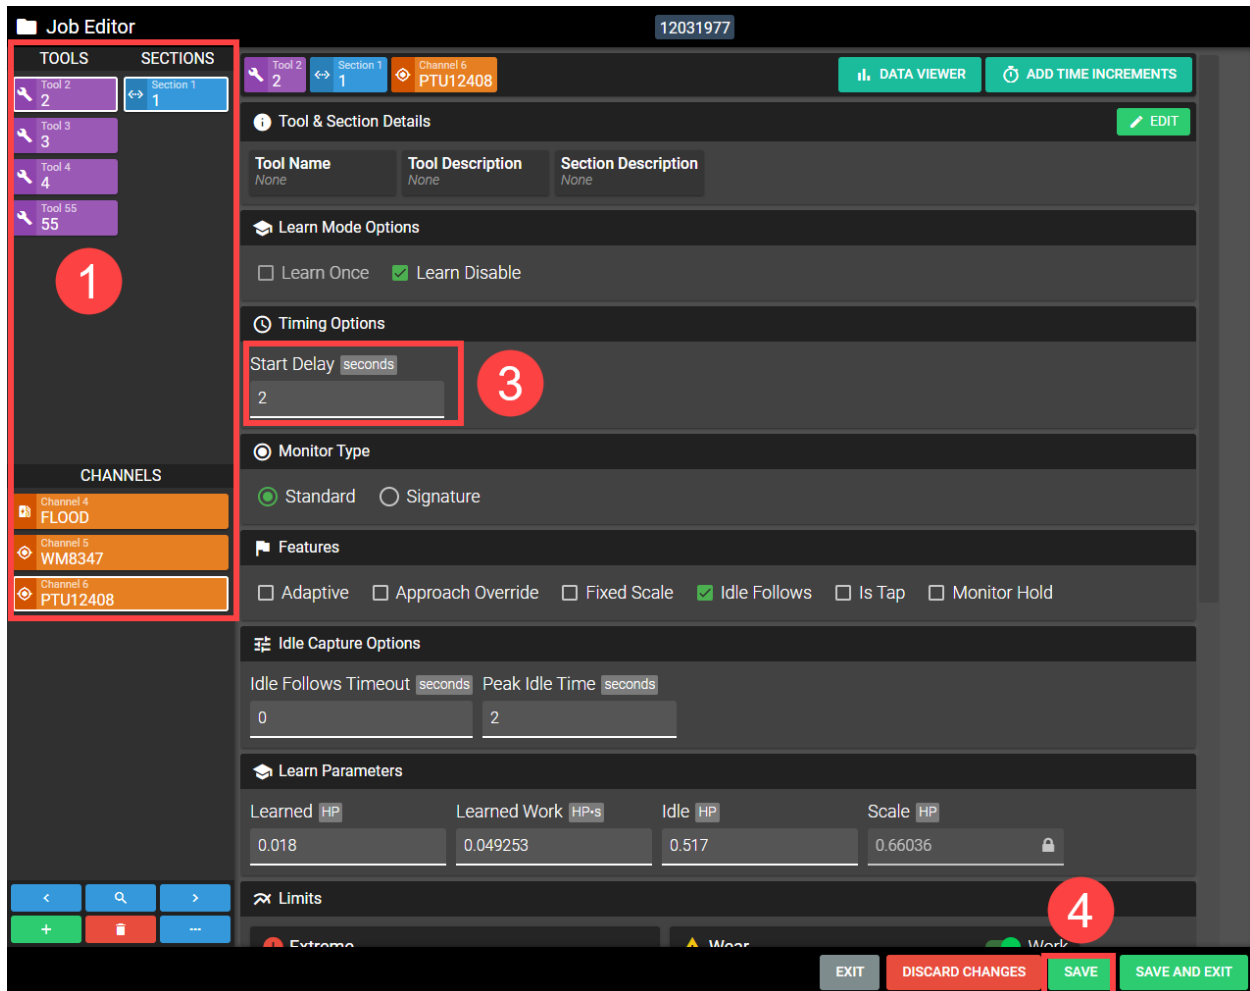 Job Editor
12031977
TOOLS SECTIONS
Tool 2
2
Section 1
1
Tool 3
3
Tool 4
4
Tool 55
55
1
CHANNELS
Channel 4
FLOOD
Channel 5
WM8347
Channel 6
PTU12408
Tool 2
2
Section 1
1
Channel 6
PTU12408
DATA VIEWER
ADD TIME INCREMENTS
Tool & Section Details
EDIT
Tool Name
None
Tool Description
None
Section Description
None
Learn Mode Options
Learn Once Learn Disable
Timing Options
Start Delay seconds
2
3
Monitor Type
Standard Signature
Features
Adaptive Approach Override Fixed Scale Idle Follows Is Tap Monitor Hold
Idle Capture Options
Idle Follows Timeout seconds Peak Idle Time seconds
0 2
Learn Parameters
Learned HP Learned Work HP•s Idle HP Scale HP
0.018 0.049253 0.517 0.66036
Limits
4
Extreme Wear Work
EXIT DISCARD CHANGES SAVE SAVE AND EXIT